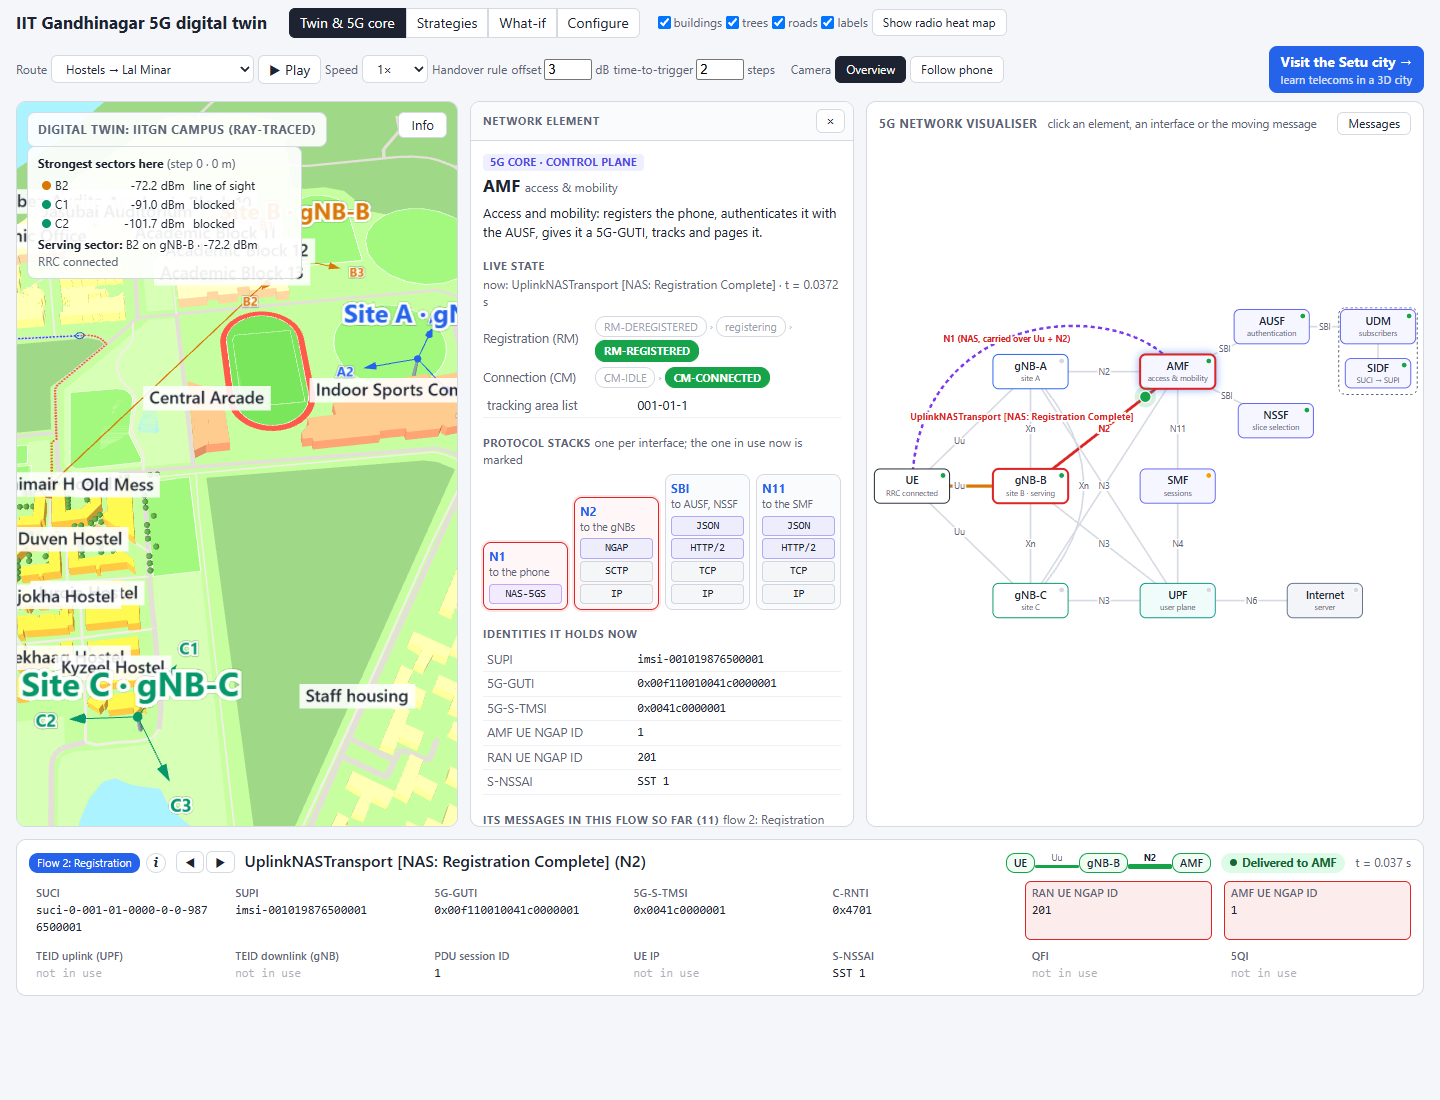 IIT Gandhinagar 5G digital twin
Twin & 5G core
Strategies
What-if
Configure
buildings
trees
roads
labels
Show radio heat map
Route
Hostels → Lal Minar
▶ Play
Speed
1×
Handover rule offset
3
dB time-to-trigger
2
steps
Camera
Overview
Follow phone
Visit the Setu city →
learn telecoms in a 3D city
DIGITAL TWIN: IITGN CAMPUS (RAY-TRACED)
Info
Strongest sectors here (step 0 · 0 m)
B2 -72.2 dBm line of sight
C1 -91.0 dBm blocked
C2 -101.7 dBm blocked
Serving sector: B2 on gNB-B · -72.2 dBm
RRC connected
Jasubai Auditorium
Site B · gNB-B
Academic Block 11
Academic Block 12
Academic Block 13
B3
B2
Site A · gN
A2
Central Arcade
Indoor Sports Con
imair H
Old Mess
Duven Hostel
jokha Hostel
tel
ekhaag Hostel
Kyzeel Hostel
C1
Site C · gNB-C
Staff housing
C2
C3
NETWORK ELEMENT
×
5G CORE · CONTROL PLANE
AMF access & mobility
Access and mobility: registers the phone, authenticates it with
the AUSF, gives it a 5G-GUTI, tracks and pages it.
LIVE STATE
now: UplinkNASTransport [NAS: Registration Complete] · t = 0.0372
s
Registration (RM)
RM-DEREGISTERED › registering ›
RM-REGISTERED
Connection (CM)
CM-IDLE › CM-CONNECTED
tracking area list
001-01-1
PROTOCOL STACKS one per interface; the one in use now is
marked
N1
to the phone
NAS-5GS
N2
to the gNBs
NGAP
SCTP
IP
SBI
to AUSF, NSSF
JSON
HTTP/2
TCP
IP
N11
to the SMF
JSON
HTTP/2
TCP
IP
IDENTITIES IT HOLDS NOW
SUPI imsi-001019876500001
5G-GUTI 0x00f110010041c0000001
5G-S-TMSI 0x0041c0000001
AMF UE NGAP ID 1
RAN UE NGAP ID 201
S-NSSAI SST 1
ITS MESSAGES IN THIS FLOW SO FAR (11) flow 2: Registration
5G NETWORK VISUALISER click an element, an interface or the moving message
Messages
N1 (NAS, carried over Uu + N2)
AUSF
authentication
SBI
UDM
subscribers
SBI
gNB-A
site A
N2
AMF
access & mobility
SIDF
SUCI → SUPI
SBI
NSSF
slice selection
UplinkNASTransport [NAS: Registration Complete]
N2
Xn
N11
Uu
UE
RRC connected
Uu
gNB-B
site B · serving
Xn
N3
SMF
sessions
Uu
Xn
N3
N4
gNB-C
site C
N3
UPF
user plane
N6
Internet
server
Flow 2: Registration
i
◀
▶
UplinkNASTransport [NAS: Registration Complete] (N2)
UE
Uu
gNB-B
N2
AMF
Delivered to AMF
t = 0.037 s
SUCI
suci-0-001-01-0000-0-0-987
6500001
SUPI
imsi-001019876500001
5G-GUTI
0x00f110010041c0000001
5G-S-TMSI
0x0041c0000001
C-RNTI
0x4701
RAN UE NGAP ID
201
AMF UE NGAP ID
1
TEID uplink (UPF)
not in use
TEID downlink (gNB)
not in use
PDU session ID
1
UE IP
not in use
S-NSSAI
SST 1
QFI
not in use
5QI
not in use